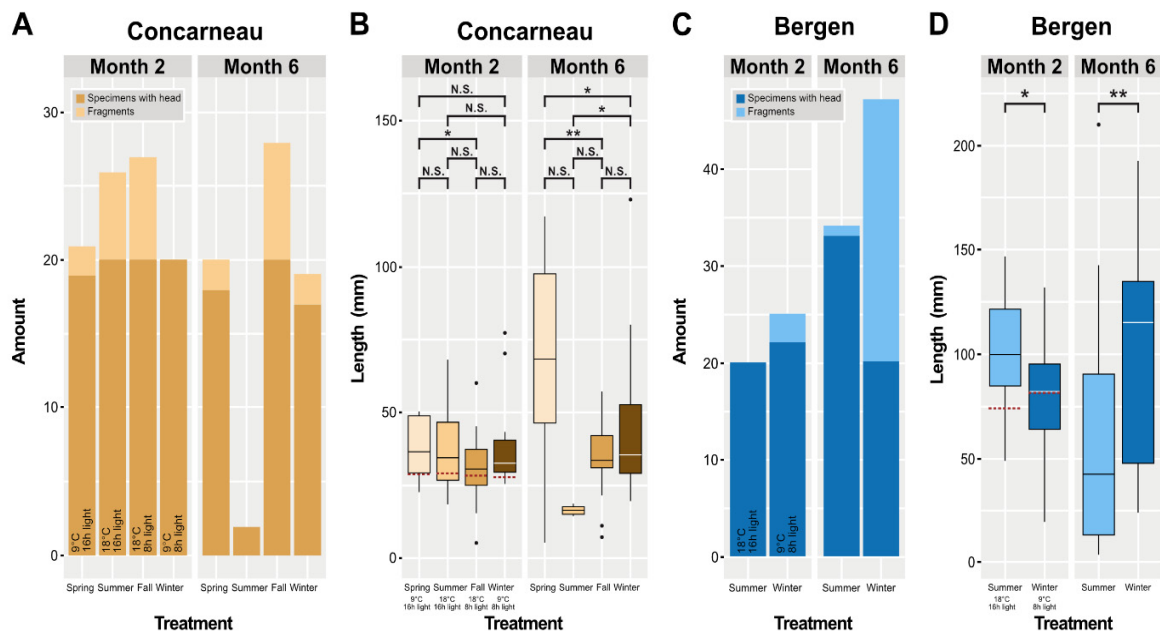 A
Concarneau
Month 2
Month 6
Specimens with head
Fragments
30
20
10
0
Amount
9°C
16h light
18°C
16h light
18°C
8h light
9°C
8h light
Spring Summer Fall Winter
Spring Summer Fall Winter
Treatment
B
Concarneau
Month 2
Month 6
N.S.
N.S.
*
N.S.
N.S.
N.S.
*
*
**
N.S.
N.S.
N.S.
150
100
50
0
Length (mm)
Spring Summer Fall Winter
9°C 18°C 18°C 9°C
16h light 16h light 8h light 8h light
Spring Summer Fall Winter
Treatment
C
Bergen
Month 2
Month 6
Specimens with head
Fragments
40
30
20
10
0
Amount
18°C
16h light
9°C
8h light
Summer Winter
Summer Winter
Treatment
D
Bergen
Month 2
Month 6
*
**
200
150
100
50
0
Length (mm)
Summer Winter
18°C 9°C
16h light 8h light
Summer Winter
Treatment